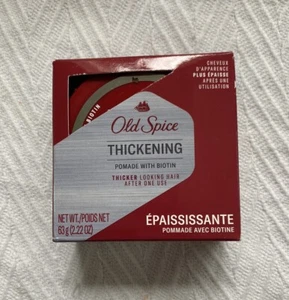 CHEVEUX
D'APPARENCE
PLUS ÉPAISSE
APRÈS UNE
UTILISATION
BIOTIN
Old Spice
THICKENING
POMADE WITH BIOTIN
THICKER LOOKING HAIR
AFTER ONE USE
NET WT./POIDS NET
63 g (2.22 OZ)
ÉPAISSISSANTE
POMMADE AVEC BIOTINE